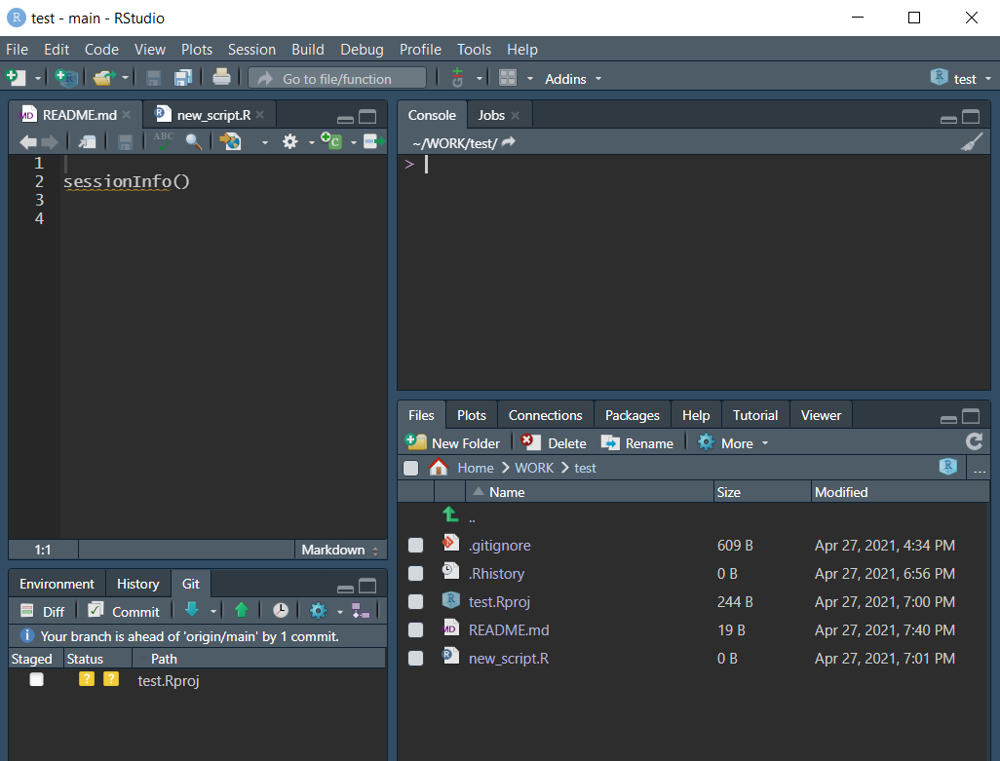 test - main - RStudio
File Edit Code View Plots Session Build Debug Profile Tools Help
Go to file/function Addins test
README.md new_script.R
ABC
1
2 sessionInfo()
3
4
1:1 Markdown
Environment History Git
Diff Commit
Your branch is ahead of 'origin/main' by 1 commit.
Staged Status Path
? ? test.Rproj
Console Jobs
~/WORK/test/
>
Files Plots Connections Packages Help Tutorial Viewer
New Folder Delete Rename More
Home WORK test ...
Name Size Modified
..
.gitignore 609 B Apr 27, 2021, 4:34 PM
.Rhistory 0 B Apr 27, 2021, 6:56 PM
test.Rproj 244 B Apr 27, 2021, 7:00 PM
README.md 19 B Apr 27, 2021, 7:40 PM
new_script.R 0 B Apr 27, 2021, 7:01 PM